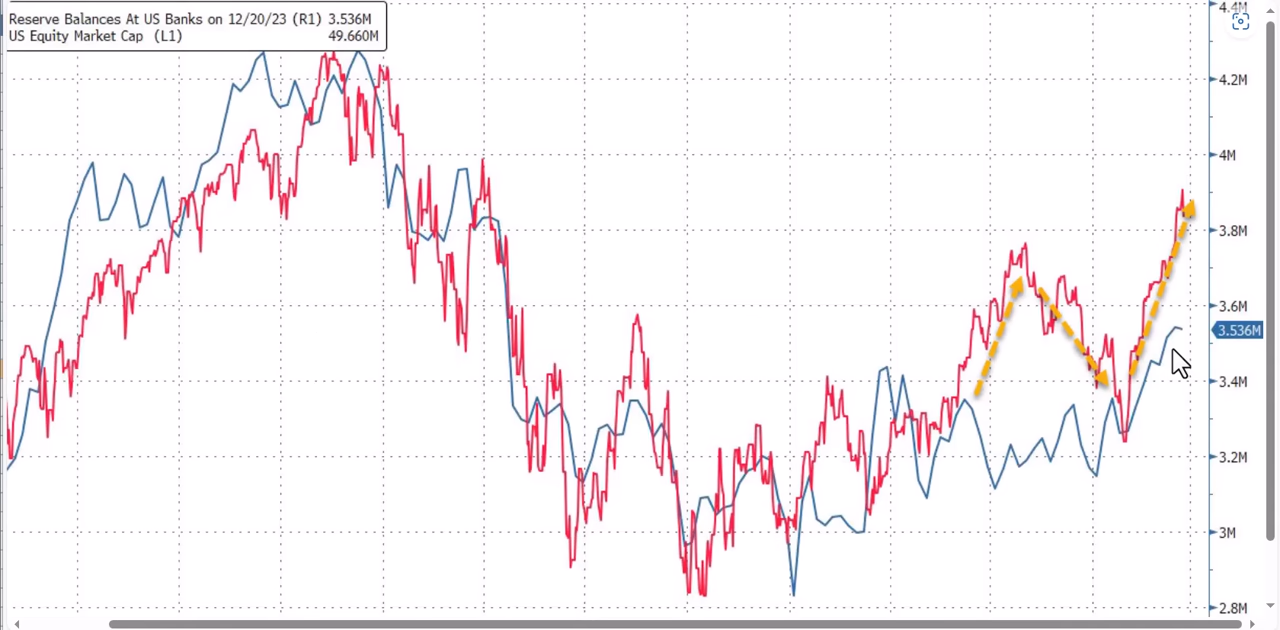 Reserve Balances At US Banks on 12/20/23 (R1) 3.536M
US Equity Market Cap (L1) 49.660M
4.4M
4.2M
4M
3.8M
3.6M
3.536M
3.4M
3.2M
3M
2.8M